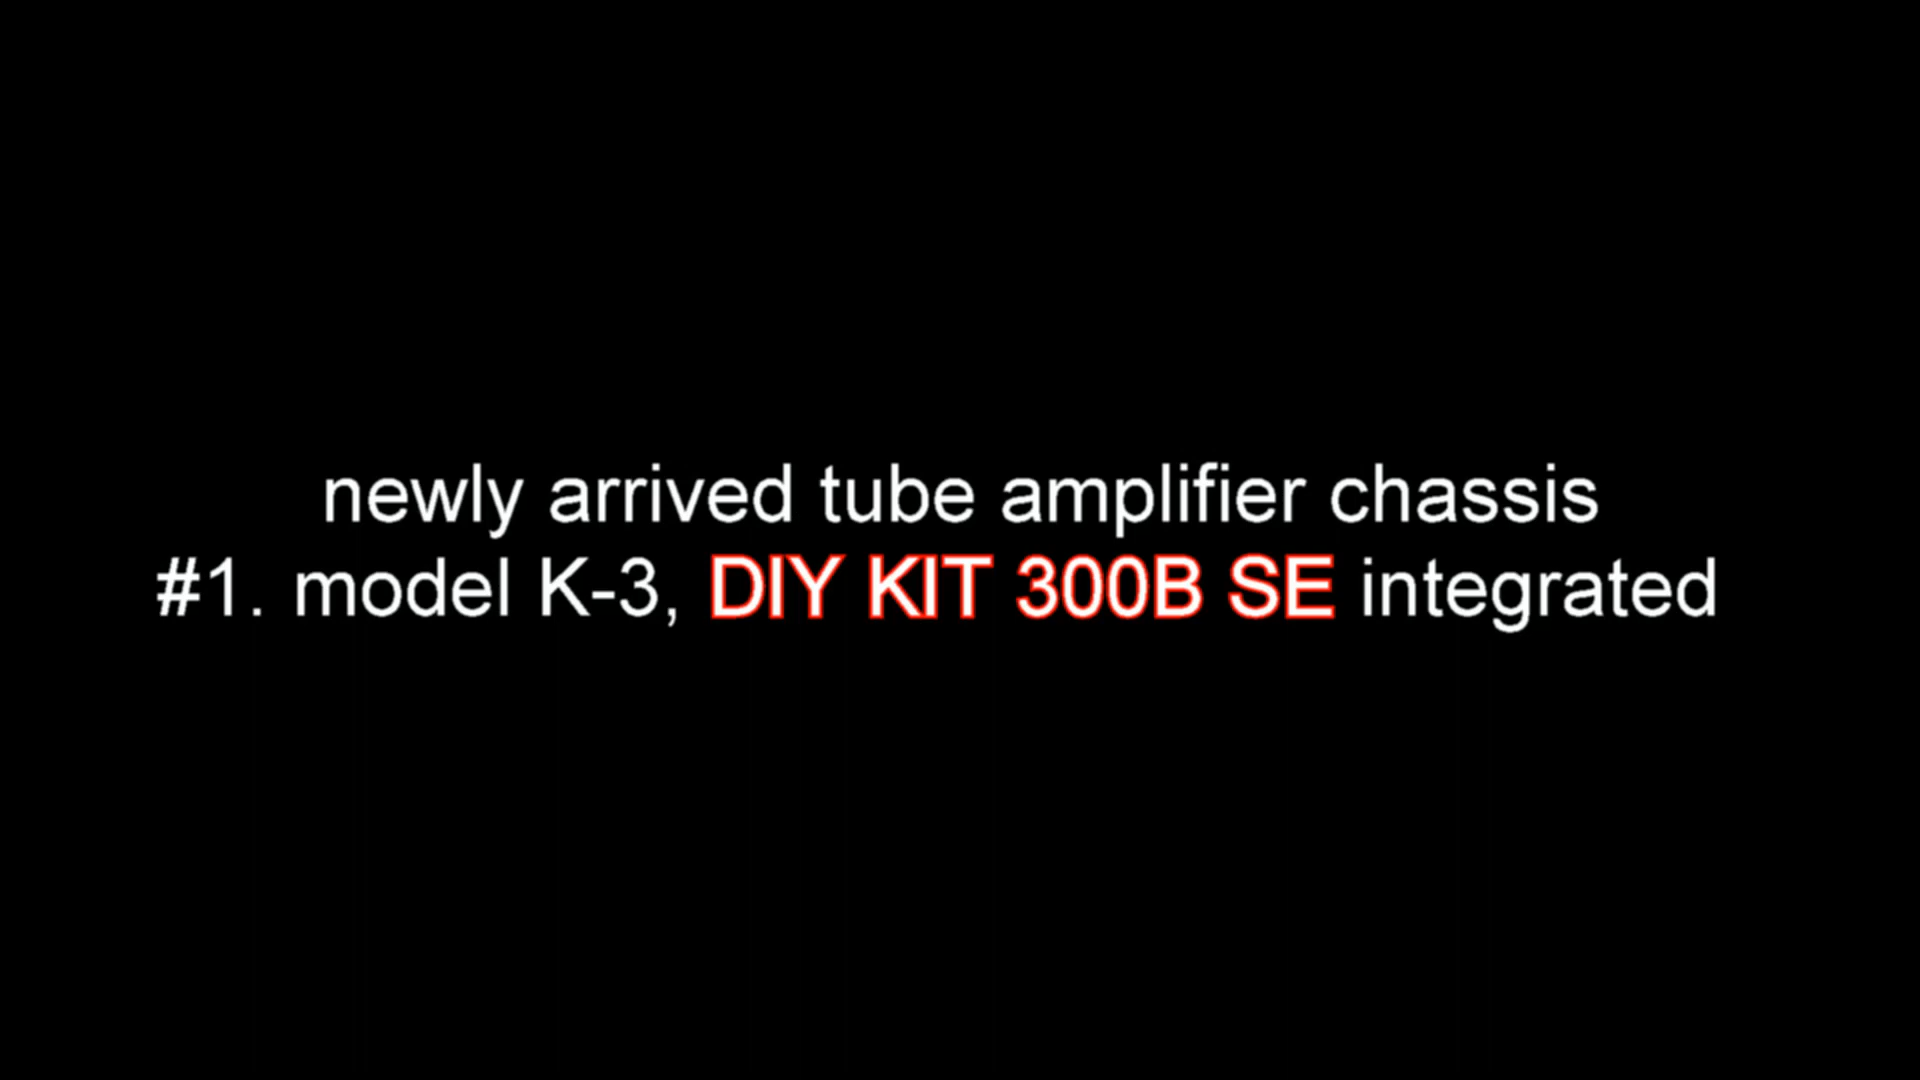 newly arrived tube amplifier chassis
#1. model K-3, DIY KIT 300B SE integrated